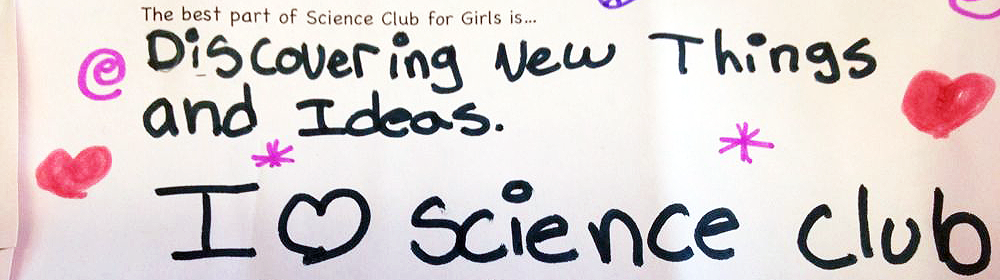 The best part of Science Club for Girls is...
Discovering New Things
and Ideas.
I ♡ science club